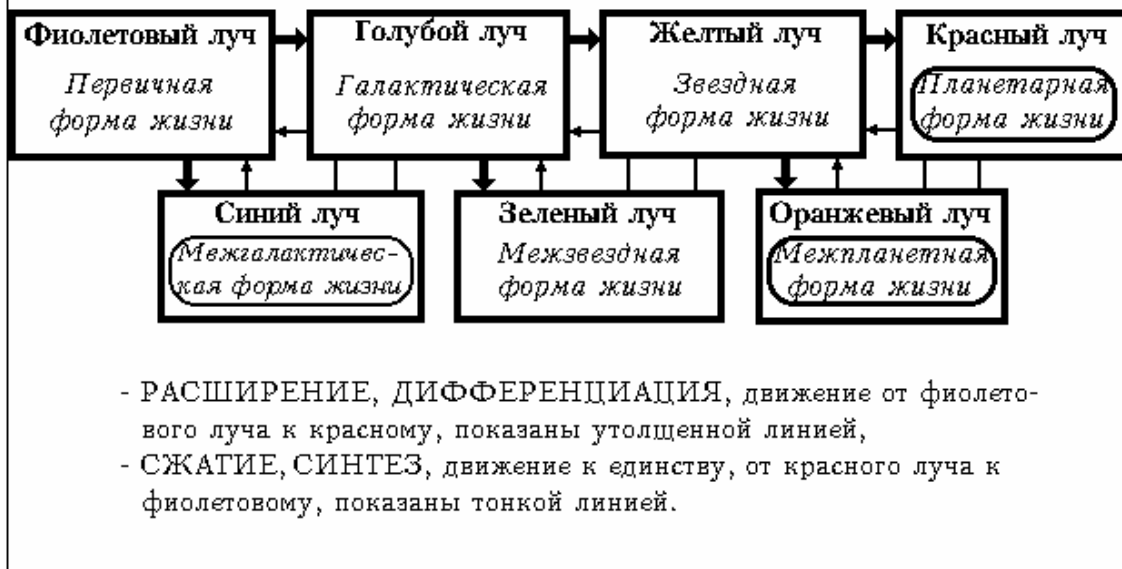 Фиолетовый луч
Первичная
форма жизни
Голубой луч
Галактическая
форма жизни
Желтый луч
Звездная
форма жизни
Красный луч
Планетарная
форма жизни
Синий луч
Межгалактичес-
кая форма жизни
Зеленый луч
Межзвездная
форма жизни
Оранжевый луч
Межпланетная
форма жизни
- РАСШИРЕНИЕ, ДИФФЕРЕНЦИАЦИЯ, движение от фиолето-
вого луча к красному, показаны утолщенной линией,
- СЖАТИЕ, СИНТЕЗ, движение к единству, от красного луча к
фиолетовому, показаны тонкой линией.